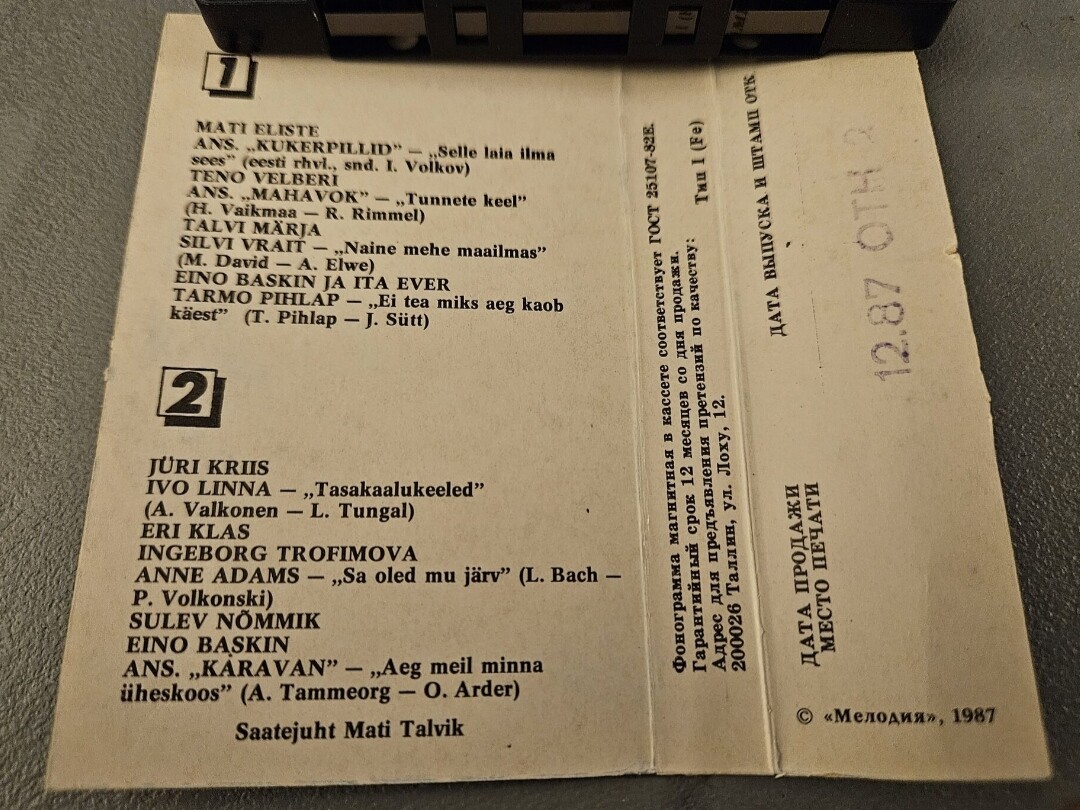 1
MATI ELISTE
ANS. „KUKERPILLID” — „Selle laia ilma
sees” (eesti rhvl., snd. I. Volkov)
TENO VELBERI
ANS. „MAHAVOK” — „Tunnete keel”
(H. Vaikmaa — R. Rimmel)
TALVI MÄRJA
SILVI VRAIT — „Naine mehe maailmas”
(M. David — A. Elwe)
EINO BASKIN JA ITA EVER
TARMO PIHLAP — „Ei tea miks aeg kaob
käest” (T. Pihlap — J. Sütt)
2
JÜRI KRIIS
IVO LINNA — „Tasakaalukeeled”
(A. Valkonen — L. Tungal)
ERI KLAS
INGEBORG TROFIMOVA
ANNE ADAMS — „Sa oled mu järv” (L. Bach —
P. Volkonski)
SULEV NÕMMIK
EINO BASKIN
ANS. „KARAVAN” — „Aeg meil minna
üheskoos” (A. Tammeorg — O. Arder)
Saatejuht Mati Talvik
Фонограмма магнитная в кассете соответствует ГОСТ 25107-82Е.
Гарантийный срок 12 месяцев со дня продажи.
Адрес для предъявления претензий по качеству:
200026 Таллин, ул. Лоху, 12.
Тип I (Fe)
ДАТА ВЫПУСКА И ШТАМП ОТК
12.87 ОТН 2
ДАТА ПРОДАЖИ
МЕСТО ПЕЧАТИ
© «Мелодия», 1987